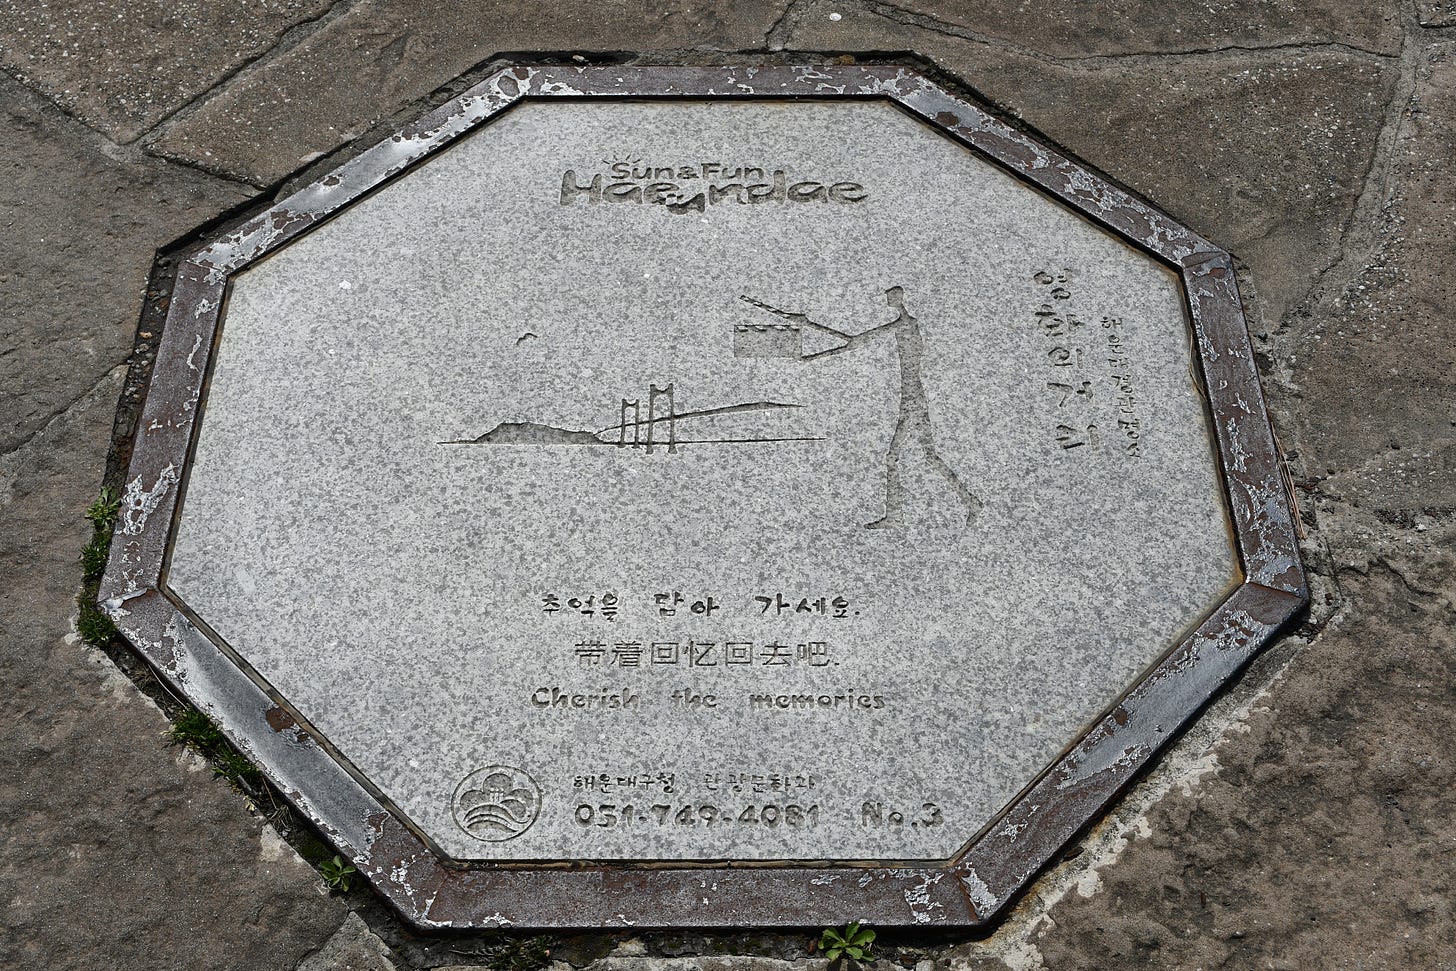 Sun&Fun
Haeundae
해운대관광명소
영화의거리
추억을 담아 가세요.
带着回忆回去吧.
Cherish the memories
해운대구청 관광문화과
051-749-4081 No.3